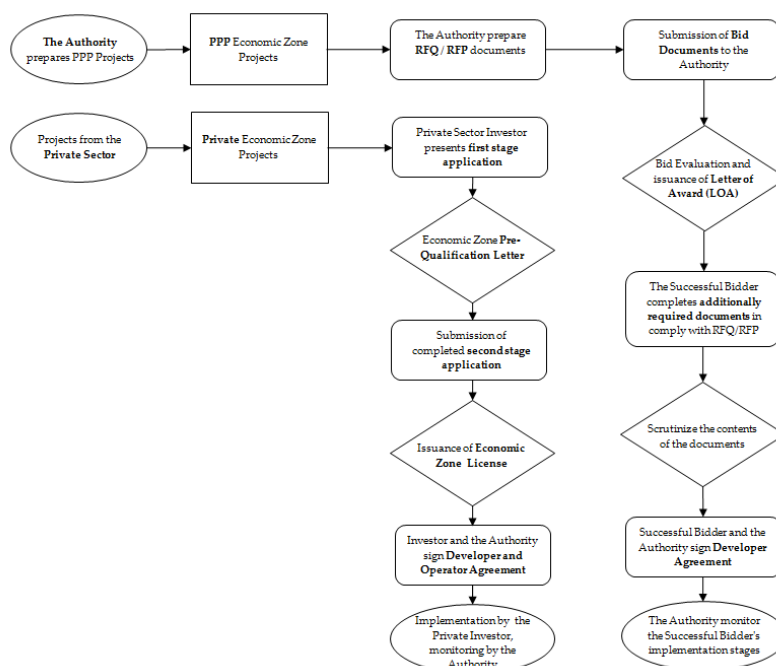 The Authority
prepares PPP Projects
PPP Economic Zone
Projects
The Authority prepare
RFQ / RFP documents
Submission of Bid
Documents to the
Authority
Projects from the
Private Sector
Private Economic Zone
Projects
Private Sector Investor
presents first stage
application
Bid Evaluation and
issuance of Letter of
Award (LOA)
Economic Zone Pre-
Qualification Letter
The Successful Bidder
completes additionally
required documents in
comply with RFQ/RFP
Submission of
completed second stage
application
Scrutinize the contents
of the documents
Issuance of Economic
Zone License
Investor and the Authority
sign Developer and
Operator Agreement
Successful Bidder and the
Authority sign Developer
Agreement
Implementation by the
Private Investor,
monitoring by the
Authority
The Authority monitor
the Successful Bidder's
implementation stages